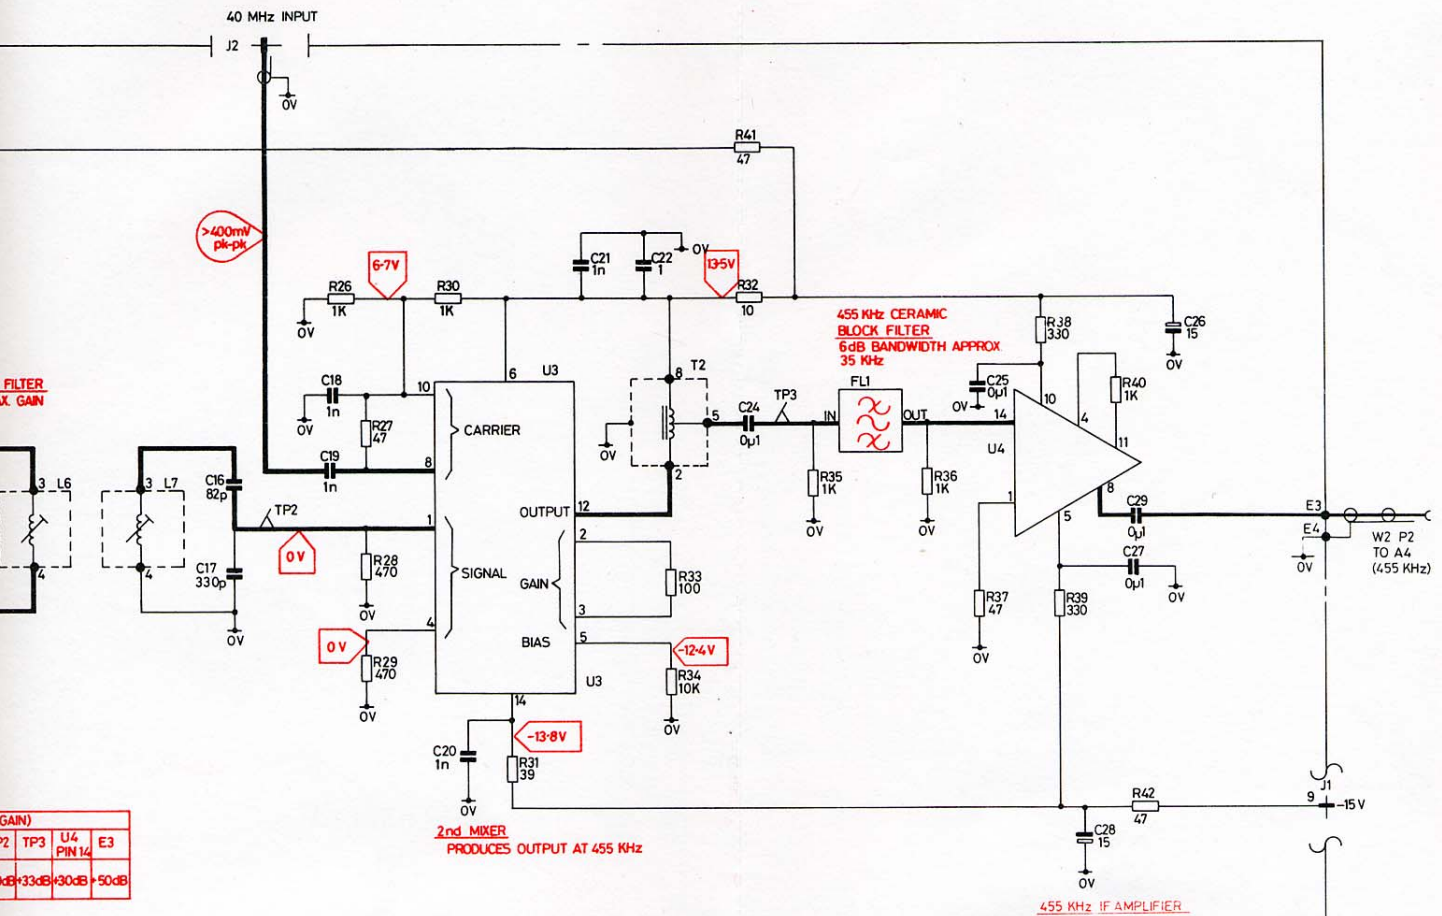 40 MHz INPUT
J2
0V
R41
47
>400mV
pk-pk
6·7V
C21
1n
C22
1
0V
13·5V
R26
1K
R30
1K
R32
10
0V
455 KHz CERAMIC
BLOCK FILTER
6dB BANDWIDTH APPROX
35 KHz
R38
330
C26
15
0V
FILTER
GAIN
C18
1n
0V
10
6
U3
8
T2
FL1
C25
0µ1
0V
10
R40
1K
4
R27
47
CARRIER
5
C24
0µ1
TP3
IN
OUT
14
U4
11
0V
C19
1n
8
2
R35
1K
0V
R36
1K
0V
3 L6
3 L7
C16
82p
TP2
1
OUTPUT
12
1
8
C29
0µ1
E3
E4
0V
W2 P2
TO A4
(455 KHz)
0V
5
C27
0µ1
0V
4
4
C17
330p
0V
R28
470
0V
SIGNAL
2
GAIN
R33
100
3
R37
47
0V
R39
330
4
0V
R29
470
0V
BIAS
5
-12·4V
U3
R34
10K
0V
14
-13·8V
C20
1n
0V
R31
39
J1
R42
47
9
-15V
C28
15
0V
2nd MIXER
PRODUCES OUTPUT AT 455 KHz
GAIN)
TP3
U4
PIN 14
E3
+33dB
+30dB
+50dB
455 KHz IF AMPLIFIER